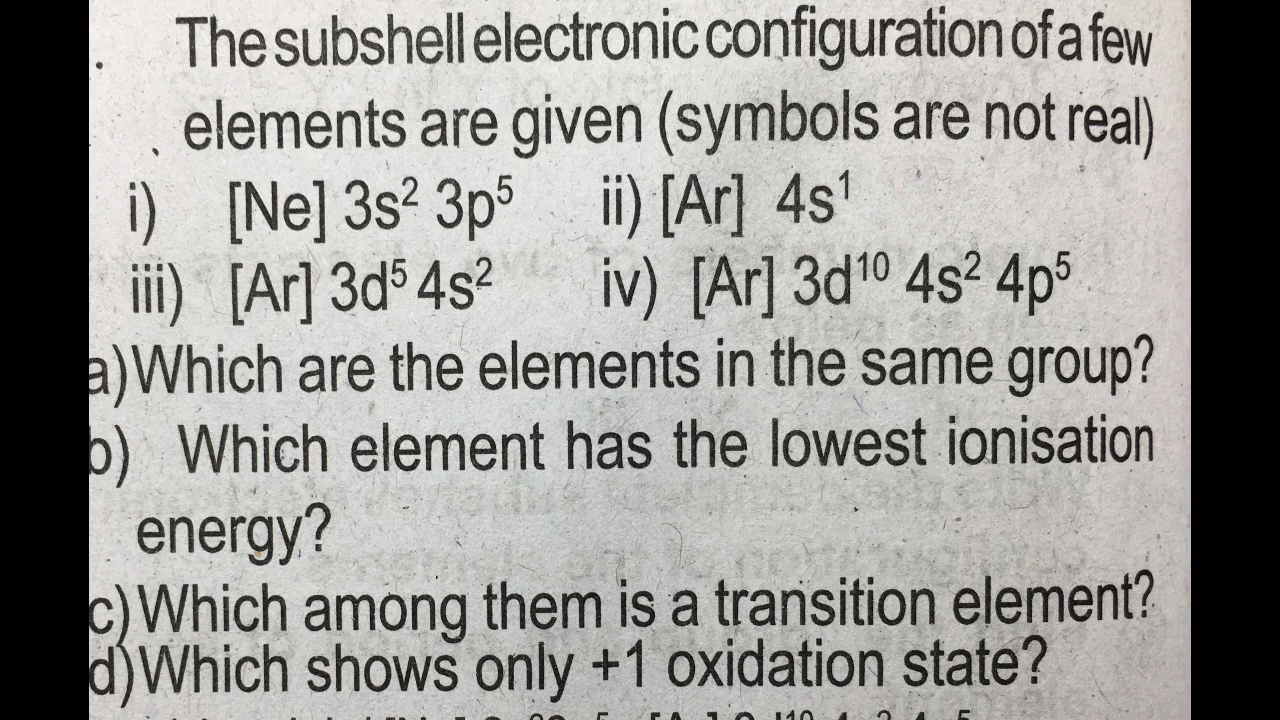 . The subshell electronic configuration of a few
elements are given (symbols are not real)
i) [Ne] 3s² 3p⁵ ii) [Ar] 4s¹
iii) [Ar] 3d⁵ 4s² iv) [Ar] 3d¹⁰ 4s² 4p⁵
a) Which are the elements in the same group?
b) Which element has the lowest ionisation
energy?
c) Which among them is a transition element?
d) Which shows only +1 oxidation state?